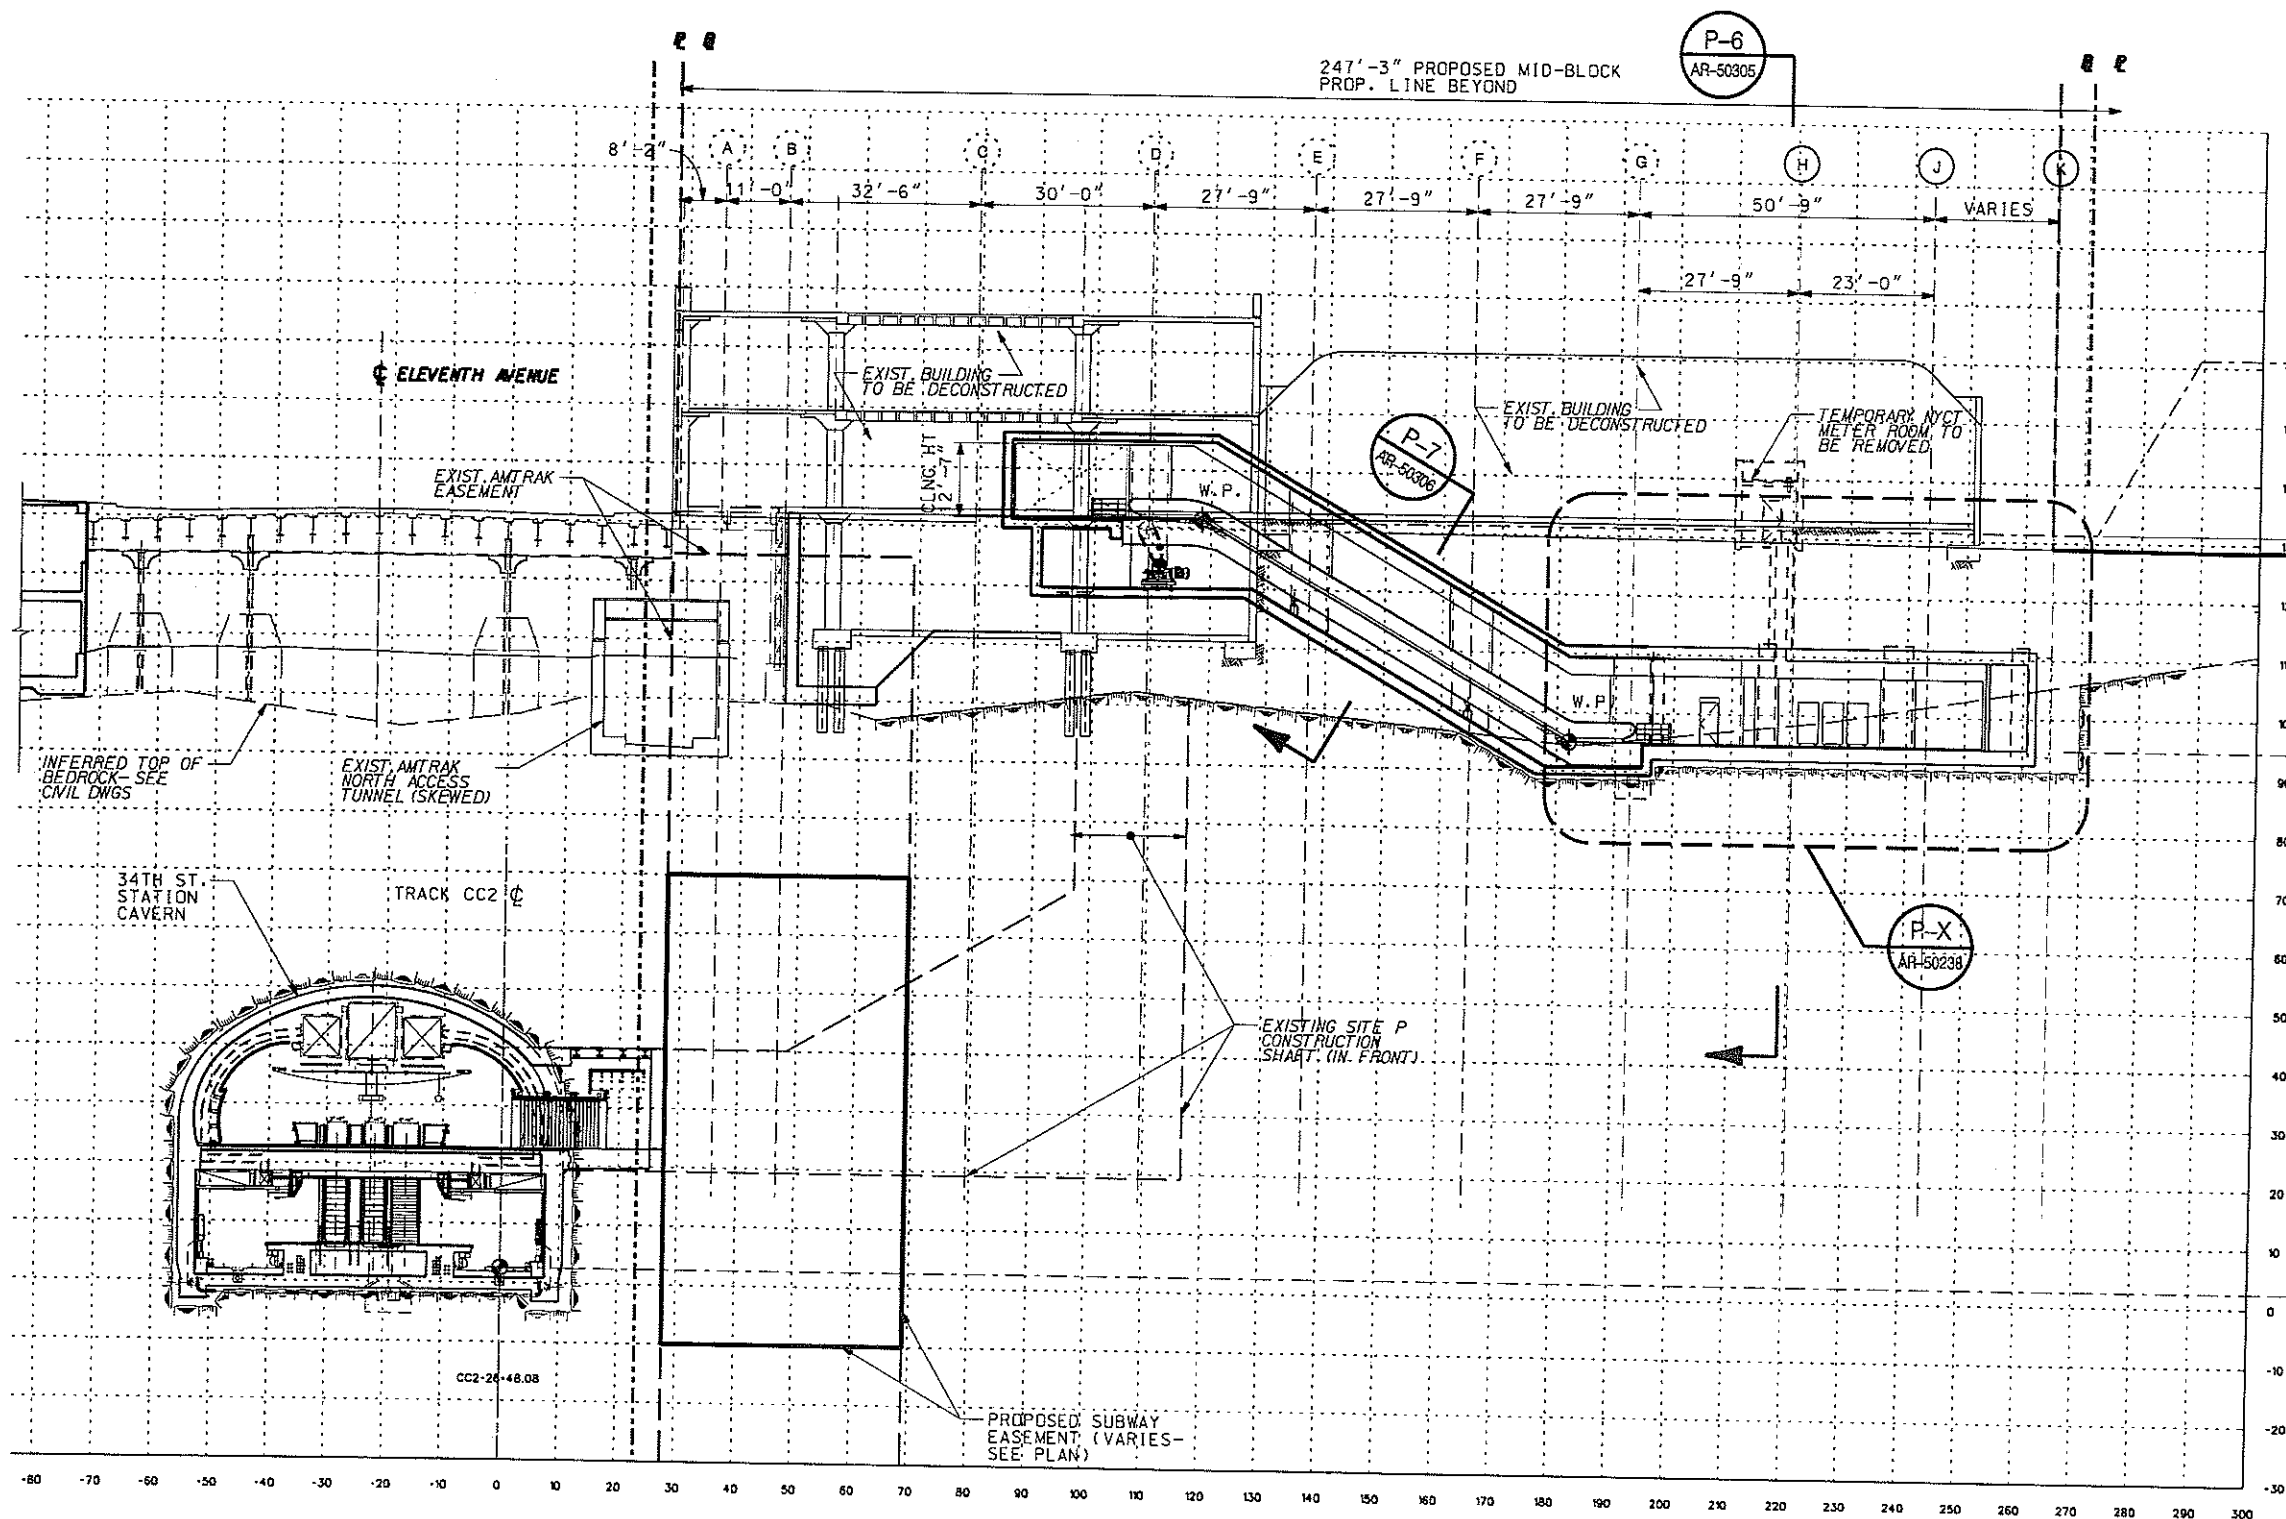 P-6
AR-50305
247'-3" PROPOSED MID-BLOCK
PROP. LINE BEYOND
8'-2"
A
B
C
D
E
F
G
H
J
K
11'-0"
32'-6"
30'-0"
27'-9"
27'-9"
27'-9"
50'-9"
VARIES
27'-9"
23'-0"
℄ ELEVENTH AVENUE
EXIST. BUILDING
TO BE DECONSTRUCTED
EXIST. BUILDING
TO BE DECONSTRUCTED
TEMPORARY NYCT
METER ROOM TO
BE REMOVED
P-7
AR-50306
CLNG HT
12'-7"
W.P.
EXIST. AMTRAK
EASEMENT
W.P.
INFERRED TOP OF
BEDROCK-SEE
CIVIL DWGS
EXIST. AMTRAK
NORTH ACCESS
TUNNEL (SKEWED)
34TH ST.
STATION
CAVERN
TRACK CC2 ℄
P-X
AR-50238
EXISTING SITE P
CONSTRUCTION
SHAFT (IN FRONT)
CC2-26+48.08
PROPOSED SUBWAY
EASEMENT (VARIES-
SEE PLAN)
90
80
70
60
50
40
30
20
10
0
-10
-20
-30
-80 -70 -60 -50 -40 -30 -20 -10 0 10 20 30 40 50 60 70 80 90 100 110 120 130 140 150 160 170 180 190 200 210 220 230 240 250 260 270 280 290 300